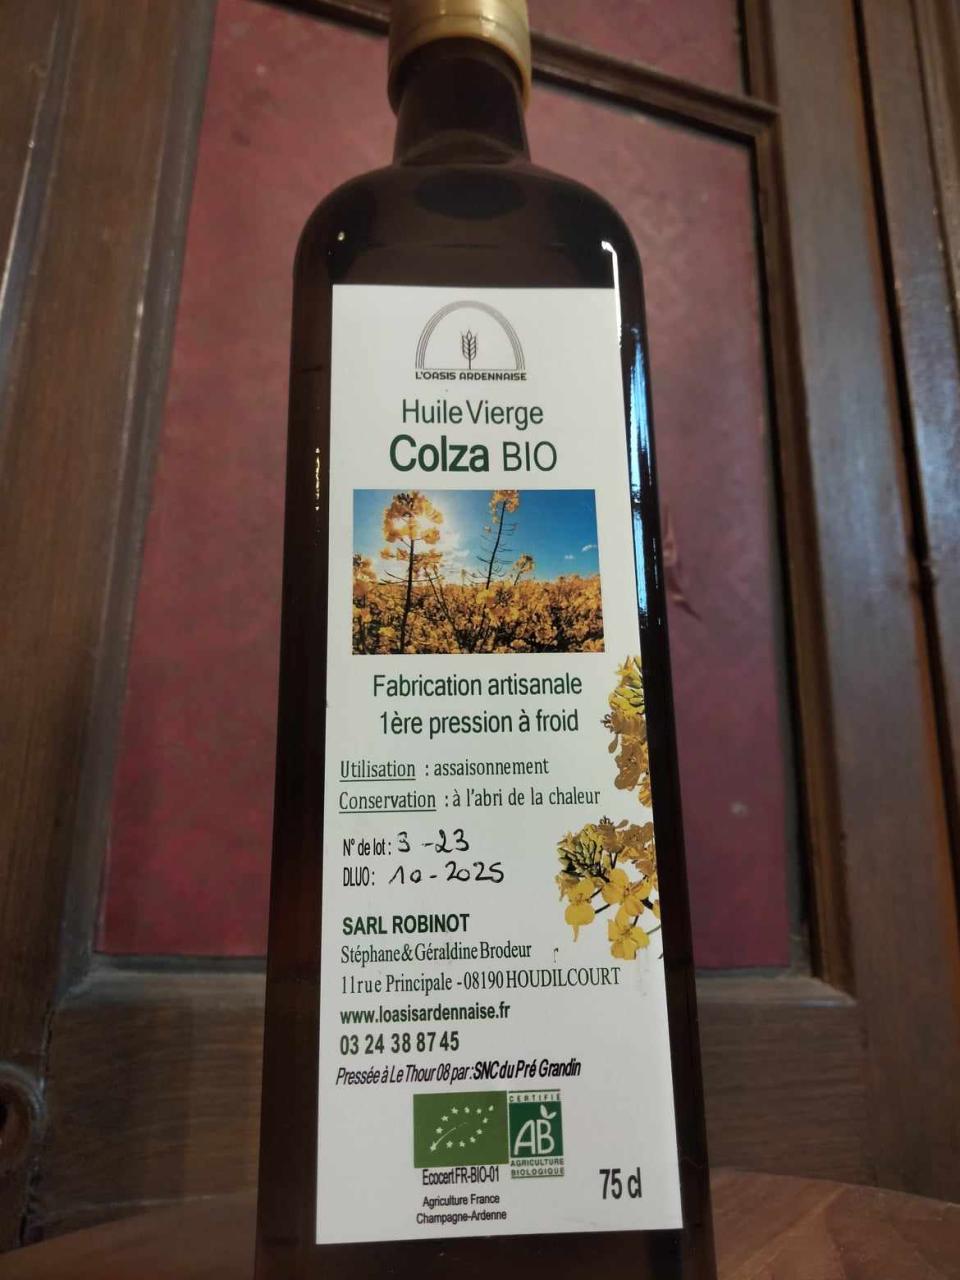 L'OASIS ARDENNAISE
Huile Vierge
Colza BIO
Fabrication artisanale
1ère pression à froid
Utilisation : assaisonnement
Conservation : à l'abri de la chaleur
N° de lot : 3 - 23
DLUO : 10 - 2025
SARL ROBINOT
Stéphane & Géraldine Brodeur
11 rue Principale - 08190 HOUDILCOURT
www.loasisardennaise.fr
03 24 38 87 45
Pressée à Le Thour 08 par : SNC du Pré Grandin
CERTIFIÉ
AB
AGRICULTURE
BIOLOGIQUE
Ecocert FR-BIO-01
Agriculture France
Champagne-Ardenne
75 cl